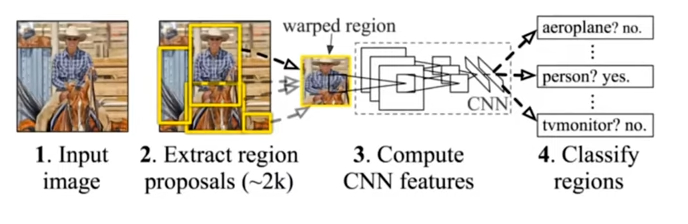 warped region
aeroplane? no.
person? yes.
CNN
tvmonitor? no.
1. Input
image
2. Extract region
proposals (~2k)
3. Compute
CNN features
4. Classify
regions